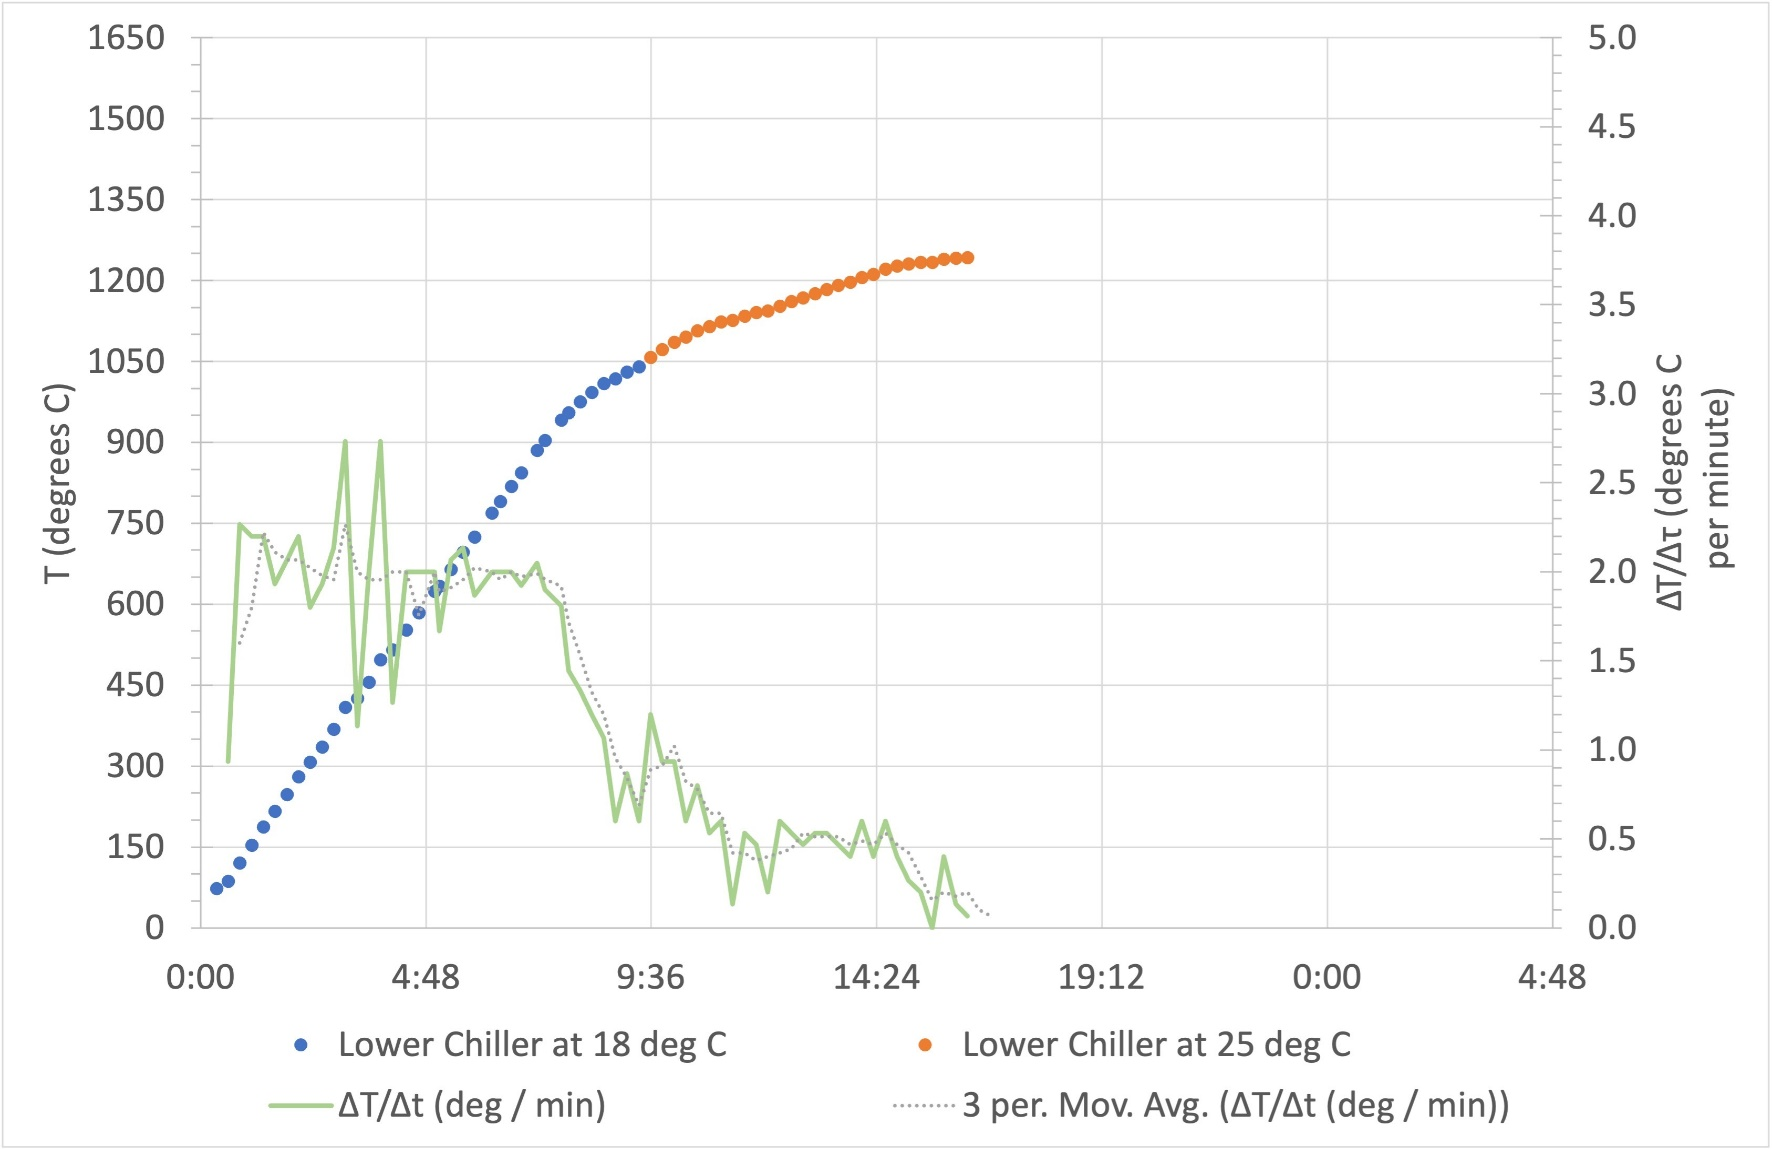 1650
1500
1350
1200
1050
900
750
600
450
300
150
0
T (degrees C)
5.0
4.5
4.0
3.5
3.0
2.5
2.0
1.5
1.0
0.5
0.0
ΔT/Δτ (degrees C
per minute)
0:00 4:48 9:36 14:24 19:12 0:00 4:48
Lower Chiller at 18 deg C
Lower Chiller at 25 deg C
ΔT/Δt (deg / min)
3 per. Mov. Avg. (ΔT/Δt (deg / min))